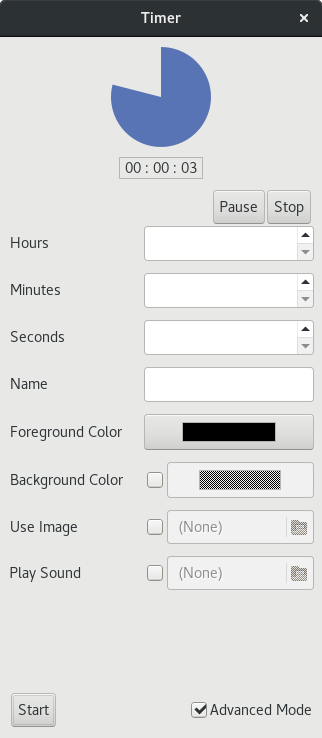 Timer
00 : 00 : 03
Pause Stop
Hours
Minutes
Seconds
Name
Foreground Color
Background Color
Use Image (None)
Play Sound (None)
Start Advanced Mode